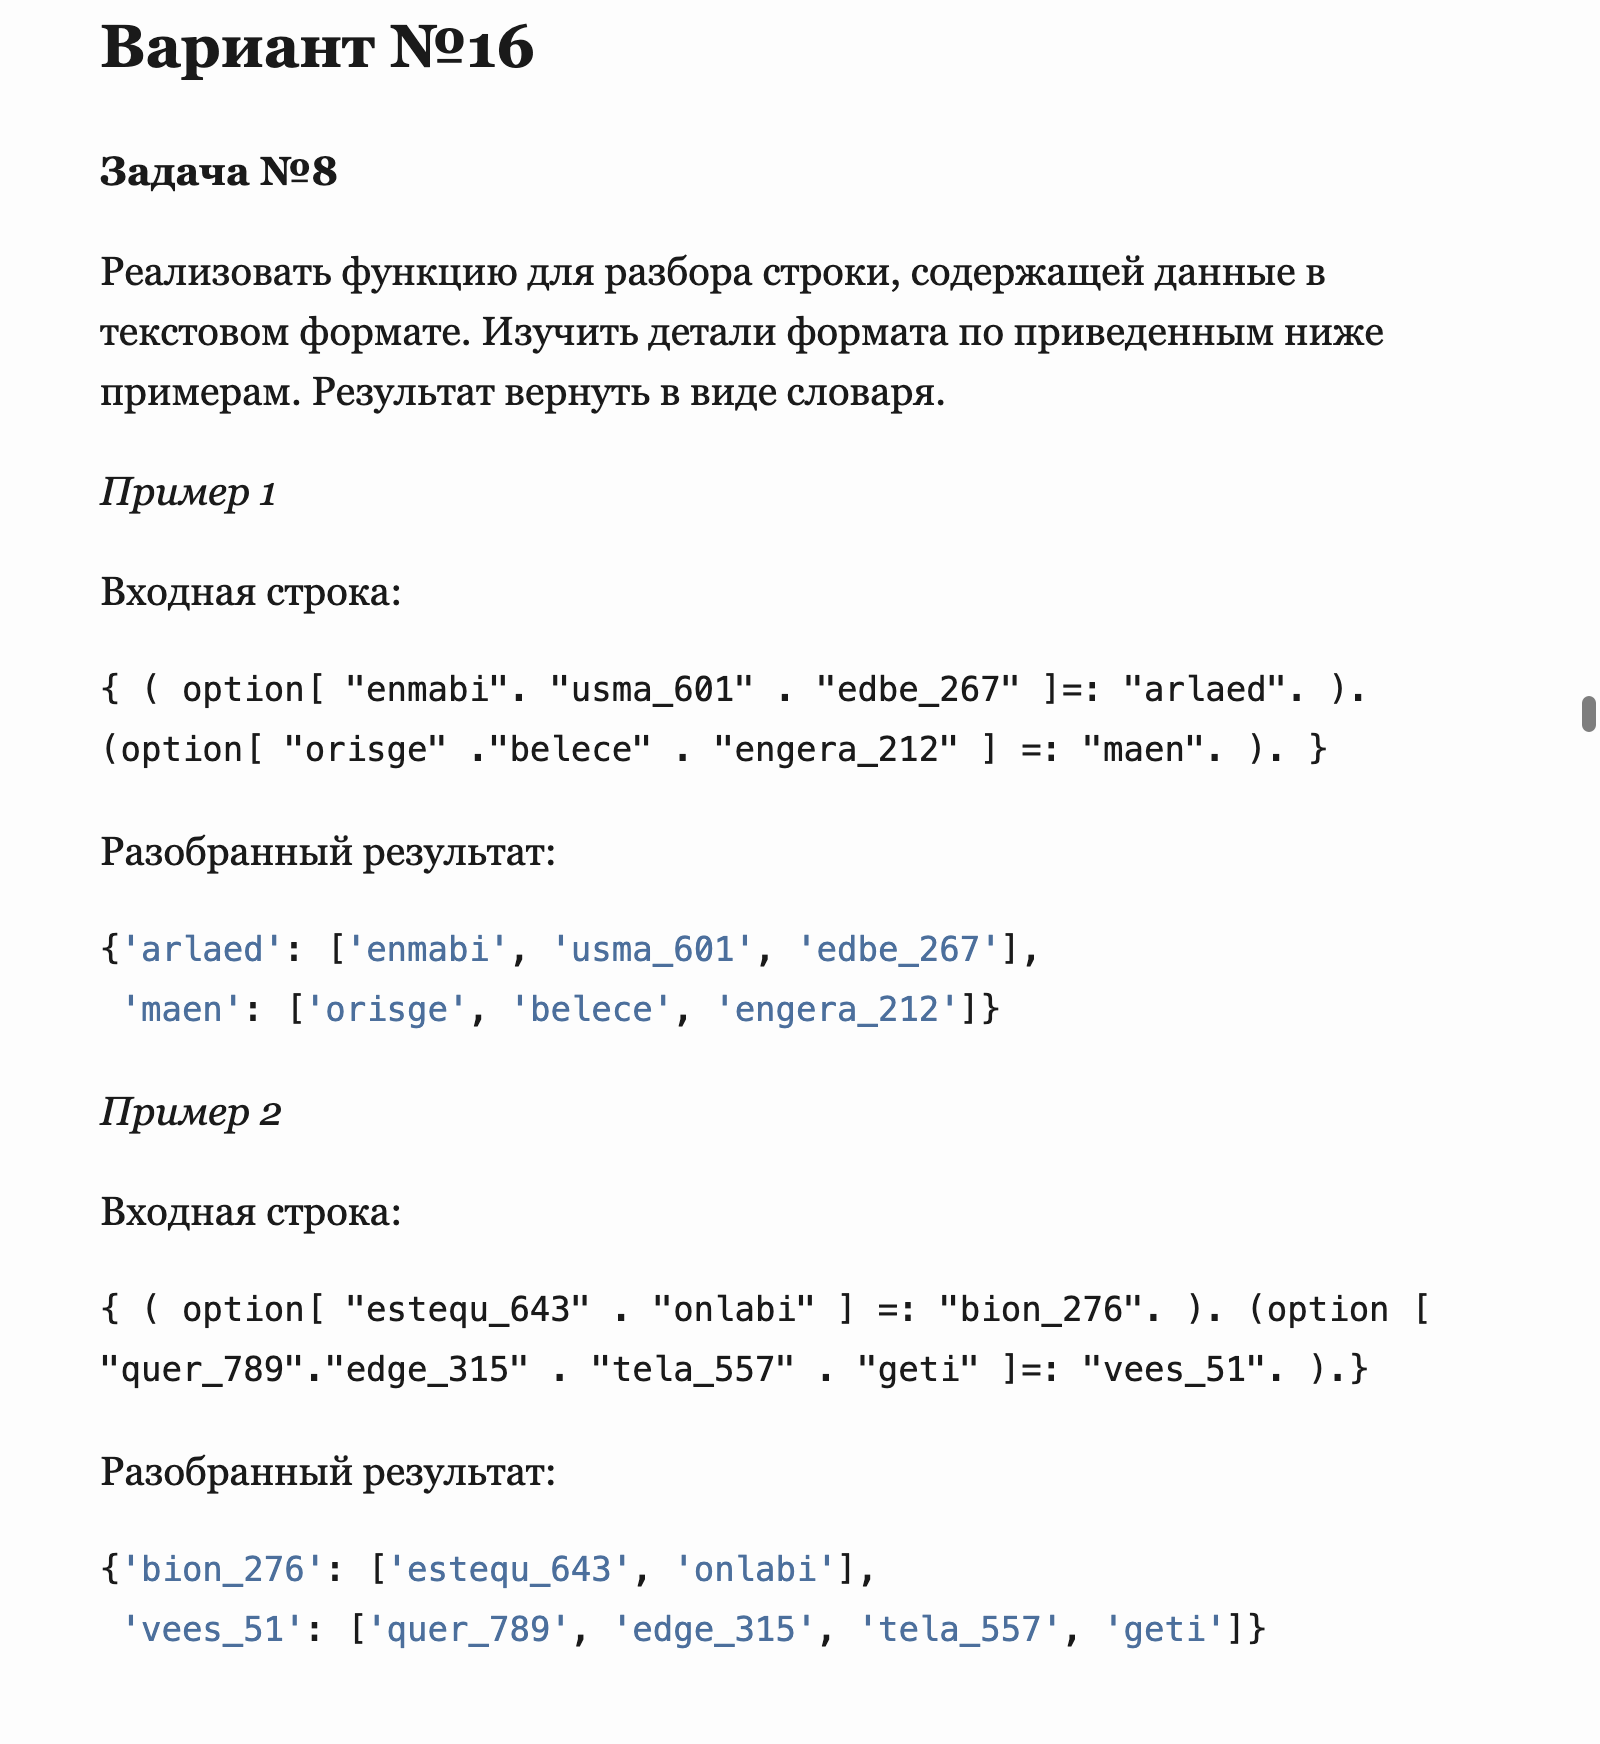 Вариант №16
Задача №8
Реализовать функцию для разбора строки, содержащей данные в
текстовом формате. Изучить детали формата по приведенным ниже
примерам. Результат вернуть в виде словаря.
Пример 1
Входная строка:
{ ( option[ "enmabi". "usma_601" . "edbe_267" ]=: "arlaed". ).
(option[ "orisge" ."belece" . "engera_212" ] =: "maen". ). }
Разобранный результат:
{'arlaed': ['enmabi', 'usma_601', 'edbe_267'],
 'maen': ['orisge', 'belece', 'engera_212']}
Пример 2
Входная строка:
{ ( option[ "estequ_643" . "onlabi" ] =: "bion_276". ). (option [
"quer_789"."edge_315" . "tela_557" . "geti" ]=: "vees_51". ).}
Разобранный результат:
{'bion_276': ['estequ_643', 'onlabi'],
 'vees_51': ['quer_789', 'edge_315', 'tela_557', 'geti']}